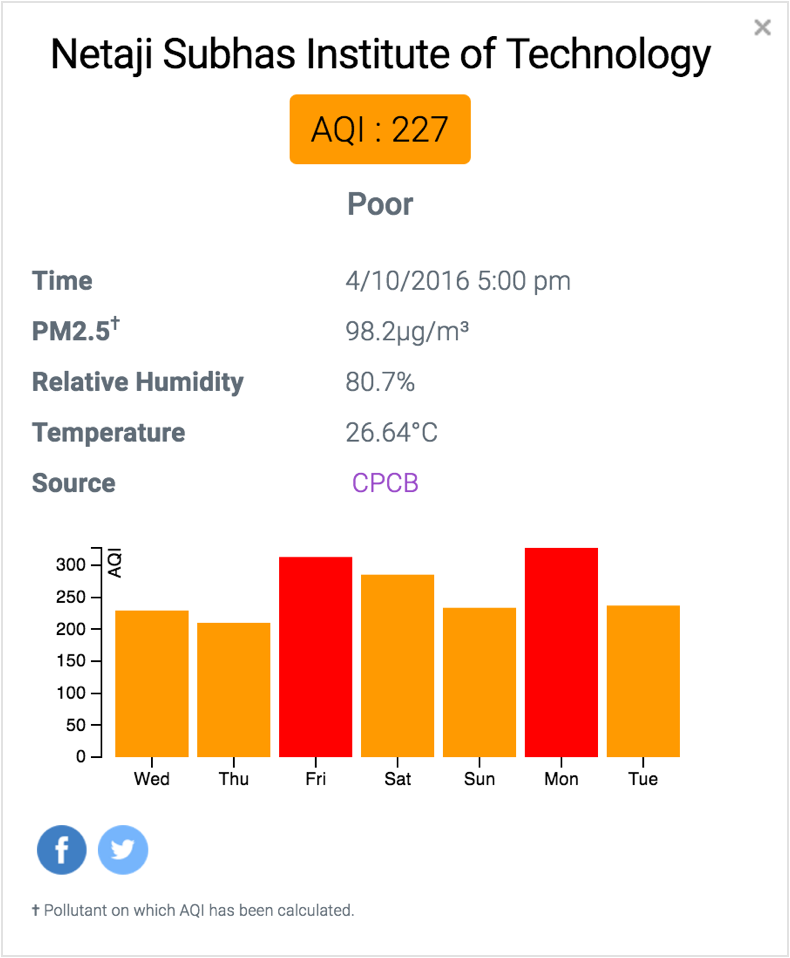 ×
Netaji Subhas Institute of Technology
AQI : 227
Poor
Time 4/10/2016 5:00 pm
PM2.5† 98.2µg/m³
Relative Humidity 80.7%
Temperature 26.64°C
Source CPCB
AQI
300
250
200
150
100
50
0
Wed Thu Fri Sat Sun Mon Tue
† Pollutant on which AQI has been calculated.